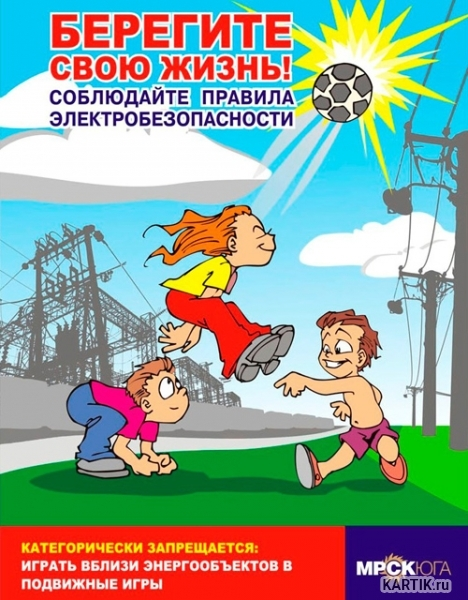 БЕРЕГИТЕ
СВОЮ ЖИЗНЬ!
СОБЛЮДАЙТЕ ПРАВИЛА
ЭЛЕКТРОБЕЗОПАСНОСТИ
КАТЕГОРИЧЕСКИ ЗАПРЕЩАЕТСЯ:
ИГРАТЬ ВБЛИЗИ ЭНЕРГООБЪЕКТОВ В
ПОДВИЖНЫЕ ИГРЫ
МРСК ЮГА
KARTIK.ru